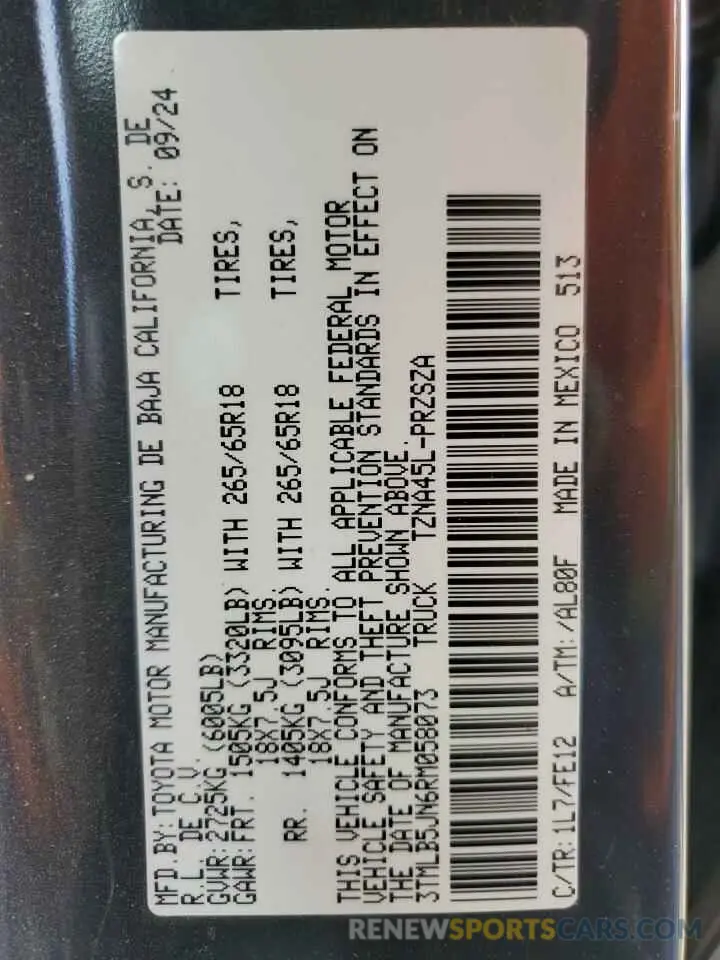 MFD.BY:TOYOTA MOTOR MANUFACTURING DE BAJA CALIFORNIA, S. DE
R.L. DE C.V. DATE: 09/24
GVWR:2725KG (6005LB)
GAWR:FRT. 1505KG (3320LB) WITH 265/65R18 TIRES,
18X7.5J RIMS.
RR. 1405KG (3095LB) WITH 265/65R18 TIRES,
18X7.5J RIMS.
THIS VEHICLE CONFORMS TO ALL APPLICABLE FEDERAL MOTOR
VEHICLE SAFETY AND THEFT PREVENTION STANDARDS IN EFFECT ON
THE DATE OF MANUFACTURE SHOWN ABOVE.
3TMLB5JN6RM058073 TRUCK TZNA45L-PRZSZA
C/TR:1L7/FE12 A/TM:/AL80F MADE IN MEXICO 513
RENEWSPORTSCARS.COM